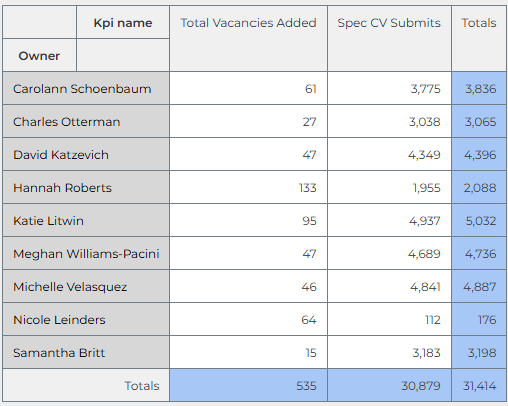 Kpi name Total Vacancies Added Spec CV Submits Totals
Owner
Carolann Schoenbaum 61 3,775 3,836
Charles Otterman 27 3,038 3,065
David Katzevich 47 4,349 4,396
Hannah Roberts 133 1,955 2,088
Katie Litwin 95 4,937 5,032
Meghan Williams-Pacini 47 4,689 4,736
Michelle Velasquez 46 4,841 4,887
Nicole Leinders 64 112 176
Samantha Britt 15 3,183 3,198
Totals 535 30,879 31,414